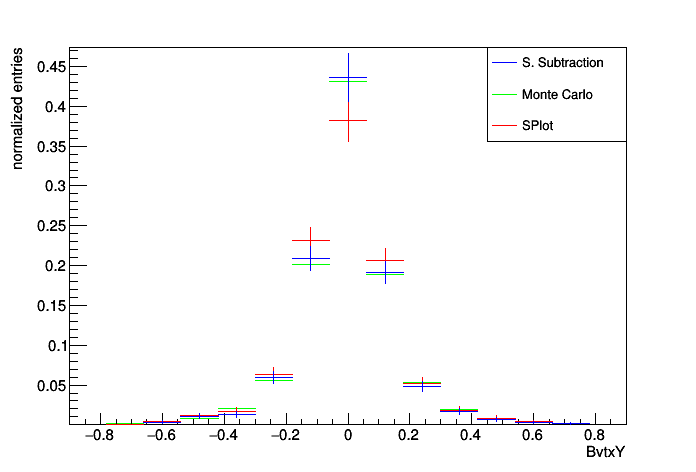 normalized entries
0.45
0.4
0.35
0.3
0.25
0.2
0.15
0.1
0.05
S. Subtraction
Monte Carlo
SPlot
−0.8 −0.6 −0.4 −0.2 0 0.2 0.4 0.6 0.8
BvtxY